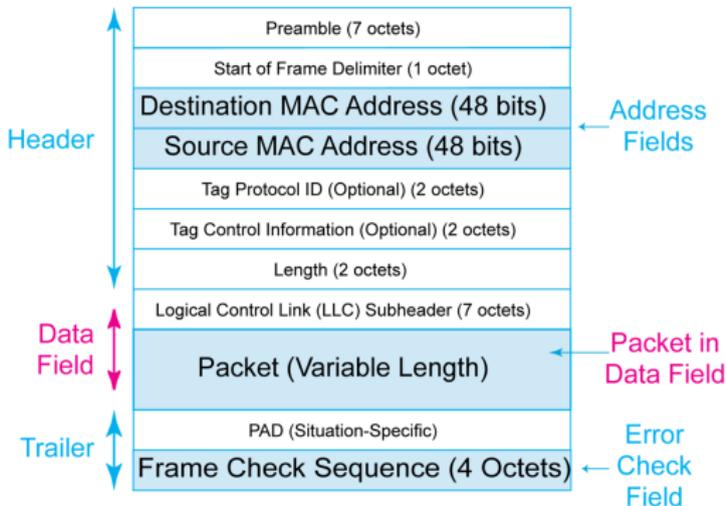 Preamble (7 octets)
Start of Frame Delimiter (1 octet)
Destination MAC Address (48 bits)
Source MAC Address (48 bits)
Tag Protocol ID (Optional) (2 octets)
Tag Control Information (Optional) (2 octets)
Length (2 octets)
Logical Control Link (LLC) Subheader (7 octets)
Packet (Variable Length)
PAD (Situation-Specific)
Frame Check Sequence (4 Octets)
Header
Data
Field
Trailer
Address
Fields
Packet in
Data Field
Error
Check
Field